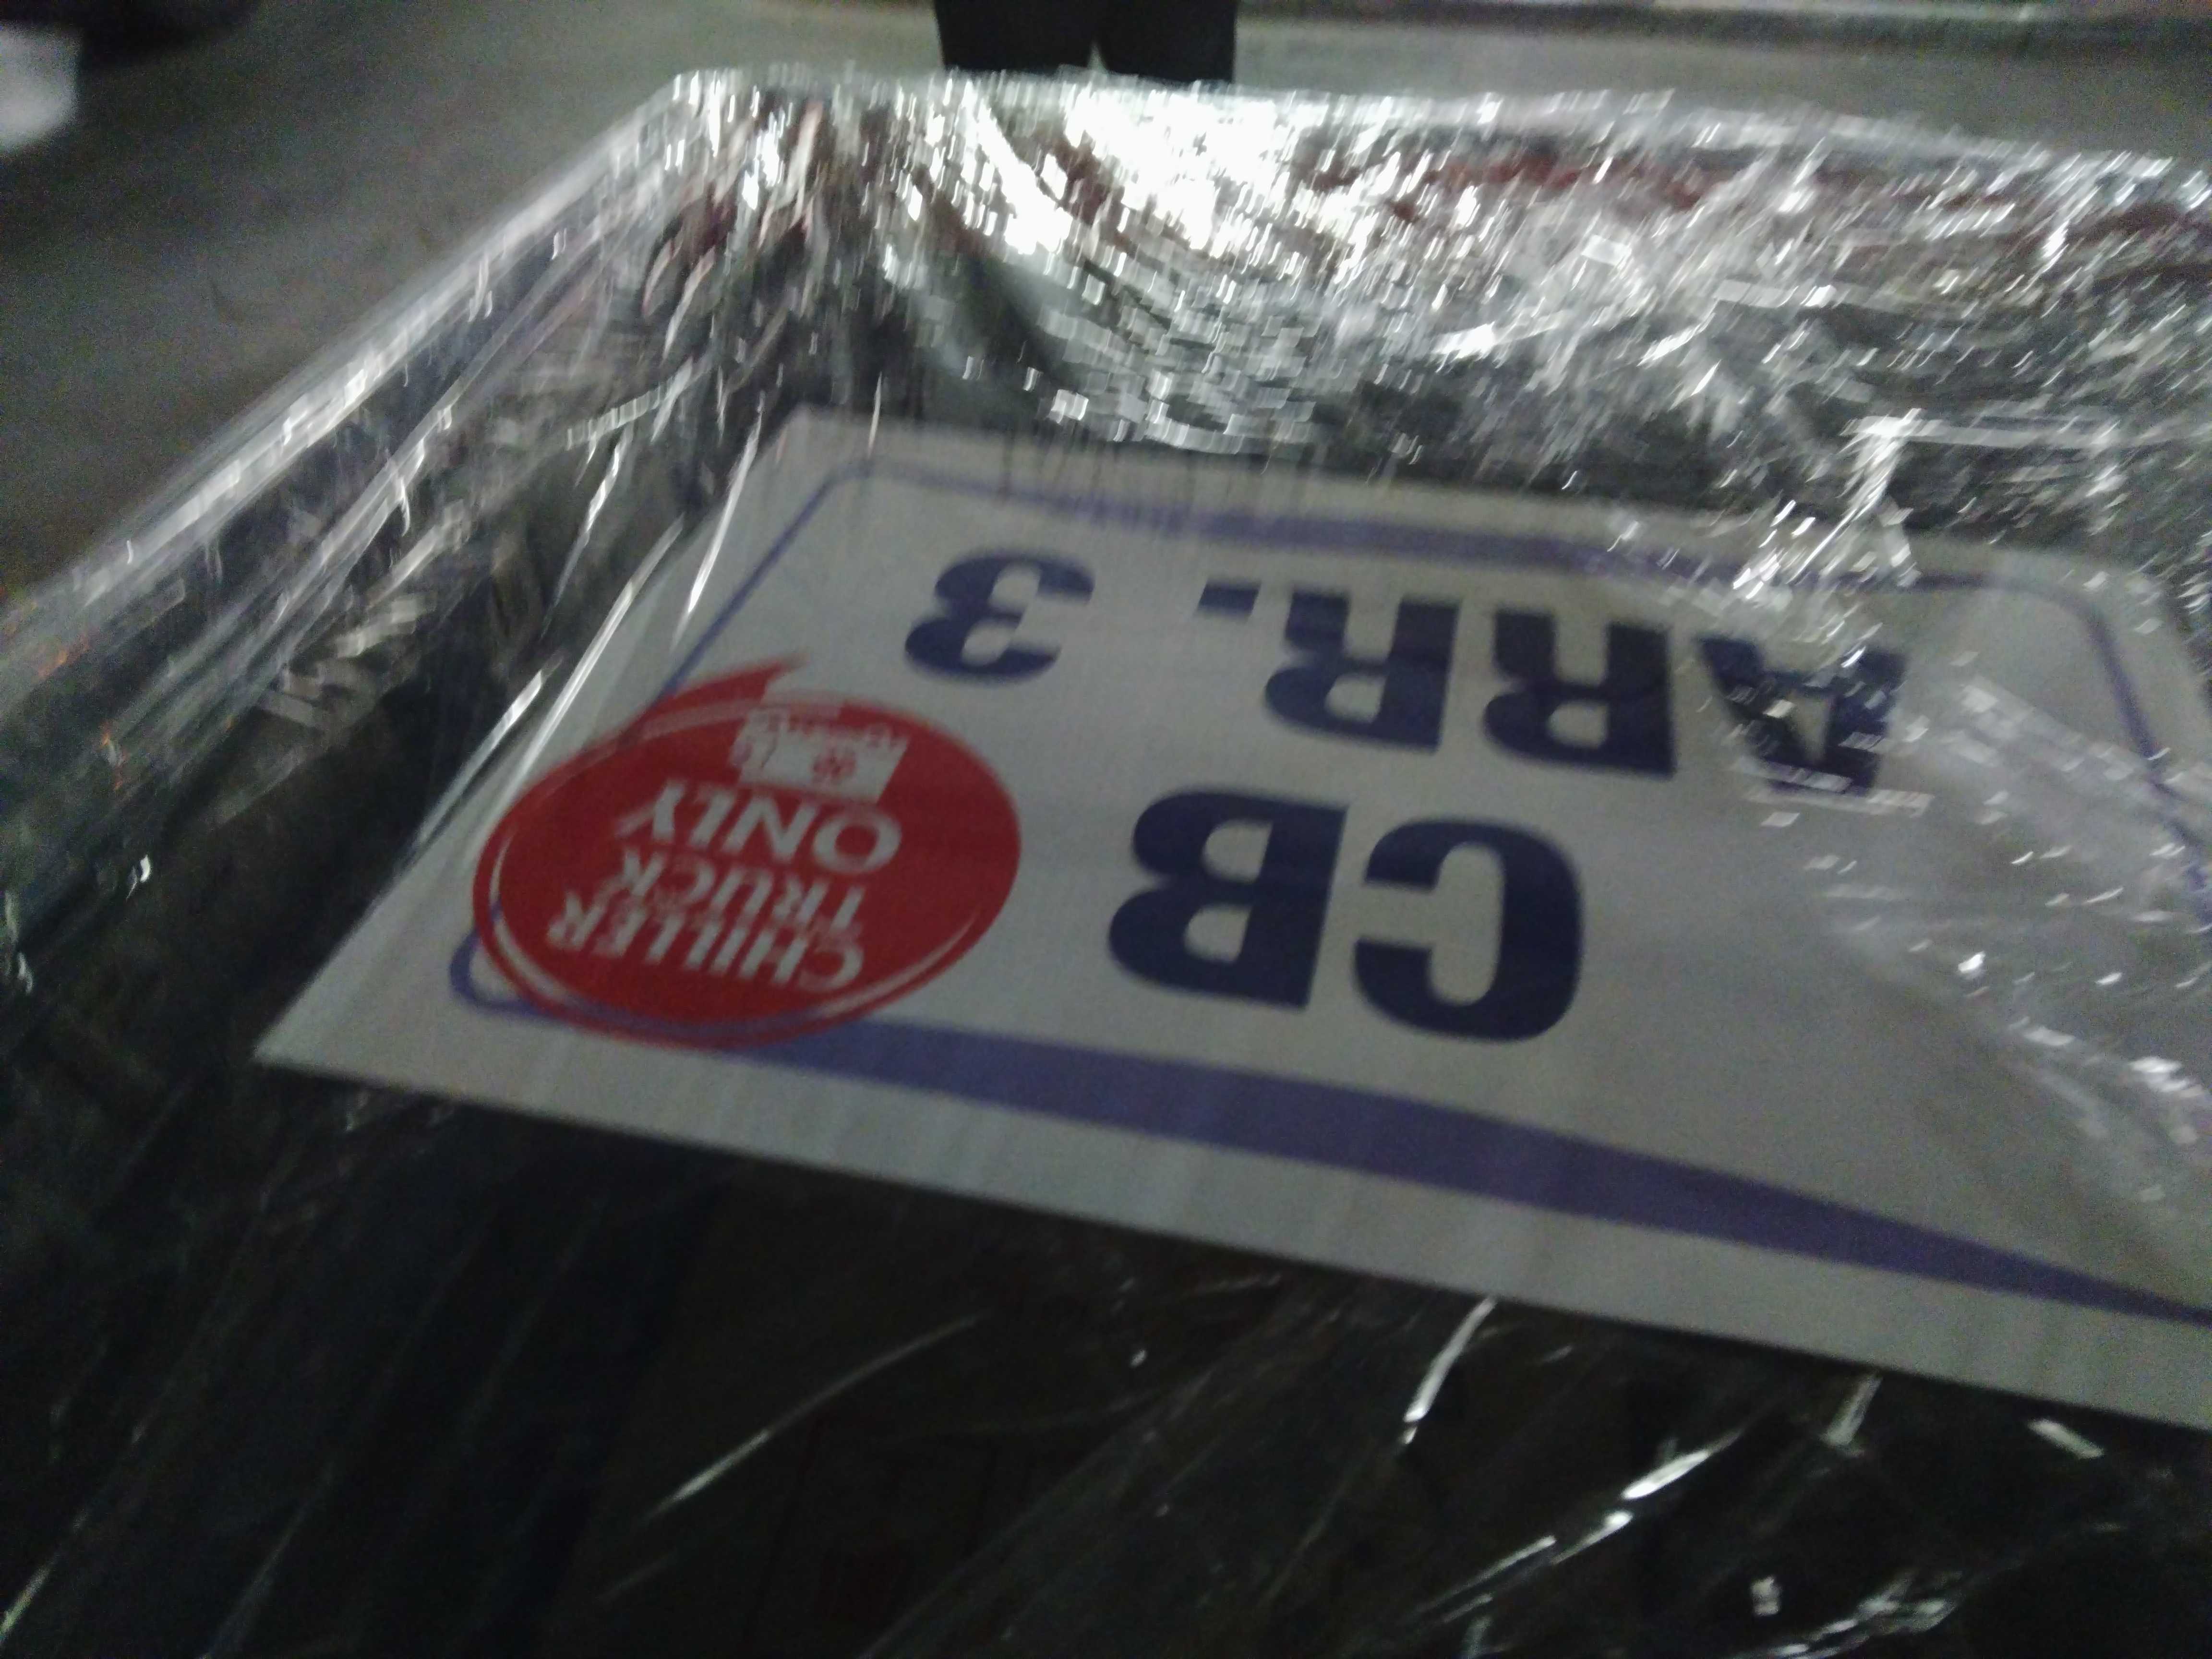 CB
ARR. 3
CHILLER
TRUCK
ONLY